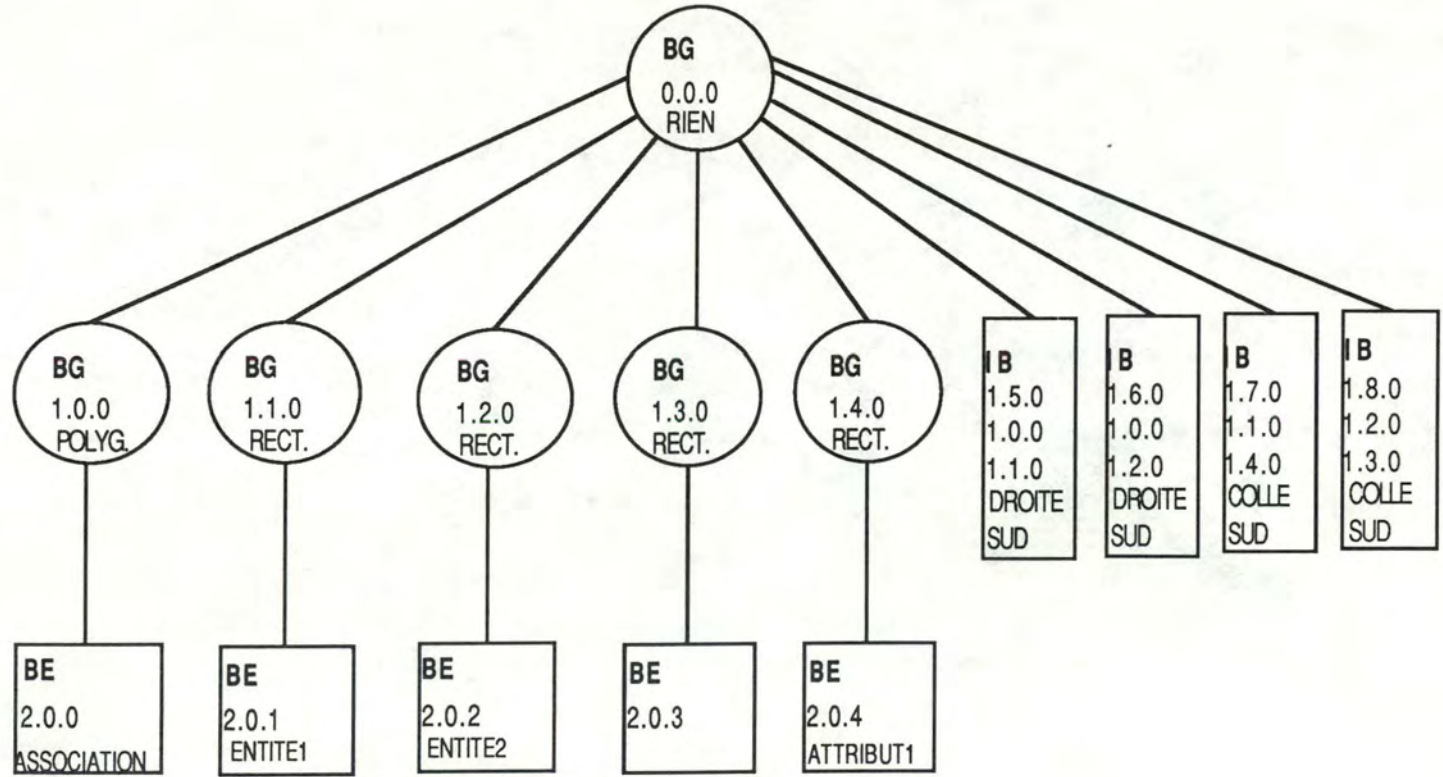 BG
0.0.0
RIEN
BG
1.0.0
POLYG.
BG
1.1.0
RECT.
BG
1.2.0
RECT.
BG
1.3.0
RECT.
BG
1.4.0
RECT.
IB
1.5.0
1.0.0
1.1.0
DROITE
SUD
IB
1.6.0
1.0.0
1.2.0
DROITE
SUD
IB
1.7.0
1.1.0
1.4.0
COLLE
SUD
IB
1.8.0
1.2.0
1.3.0
COLLE
SUD
BE
2.0.0
ASSOCIATION
BE
2.0.1
ENTITE1
BE
2.0.2
ENTITE2
BE
2.0.3
BE
2.0.4
ATTRIBUT1